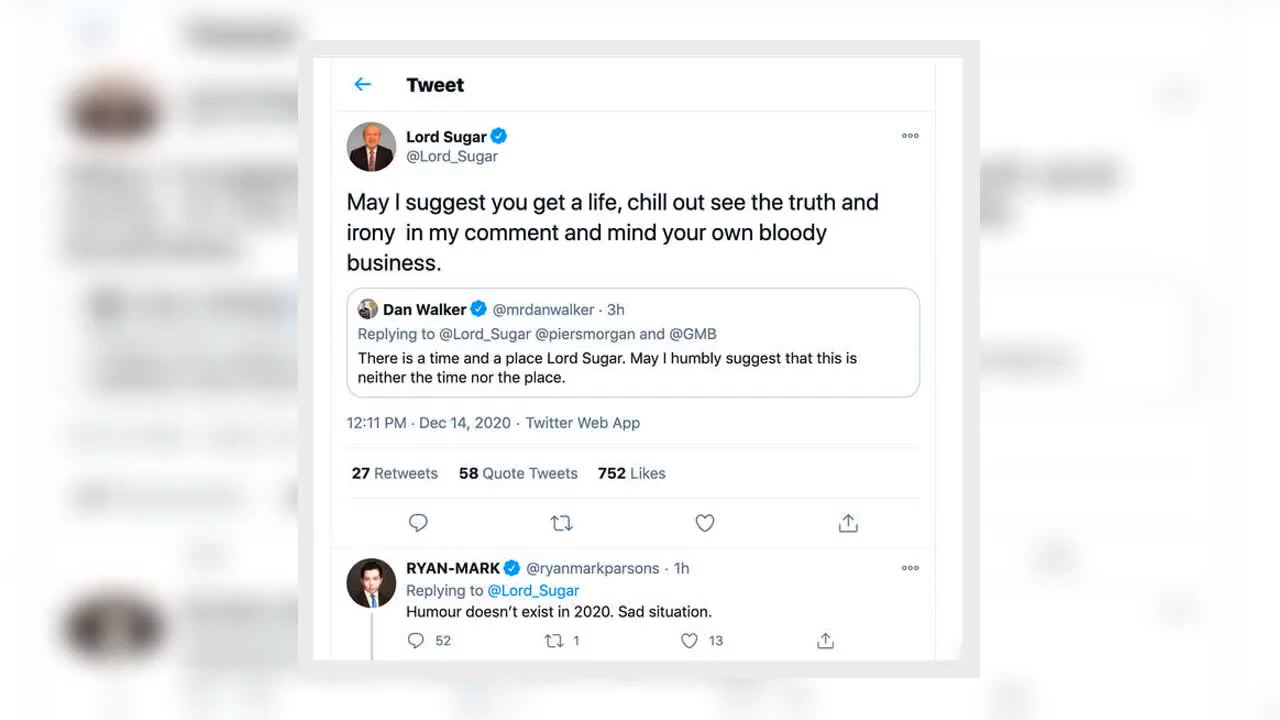 Tweet
Lord Sugar
@Lord_Sugar
May I suggest you get a life, chill out see the truth and
irony in my comment and mind your own bloody
business.
Dan Walker @mrdanwalker · 3h
Replying to @Lord_Sugar @piersmorgan and @GMB
There is a time and a place Lord Sugar. May I humbly suggest that this is
neither the time nor the place.
12:11 PM · Dec 14, 2020 · Twitter Web App
27 Retweets 58 Quote Tweets 752 Likes
RYAN-MARK @ryanmarkparsons · 1h
Replying to @Lord_Sugar
Humour doesn't exist in 2020. Sad situation.
52 1 13